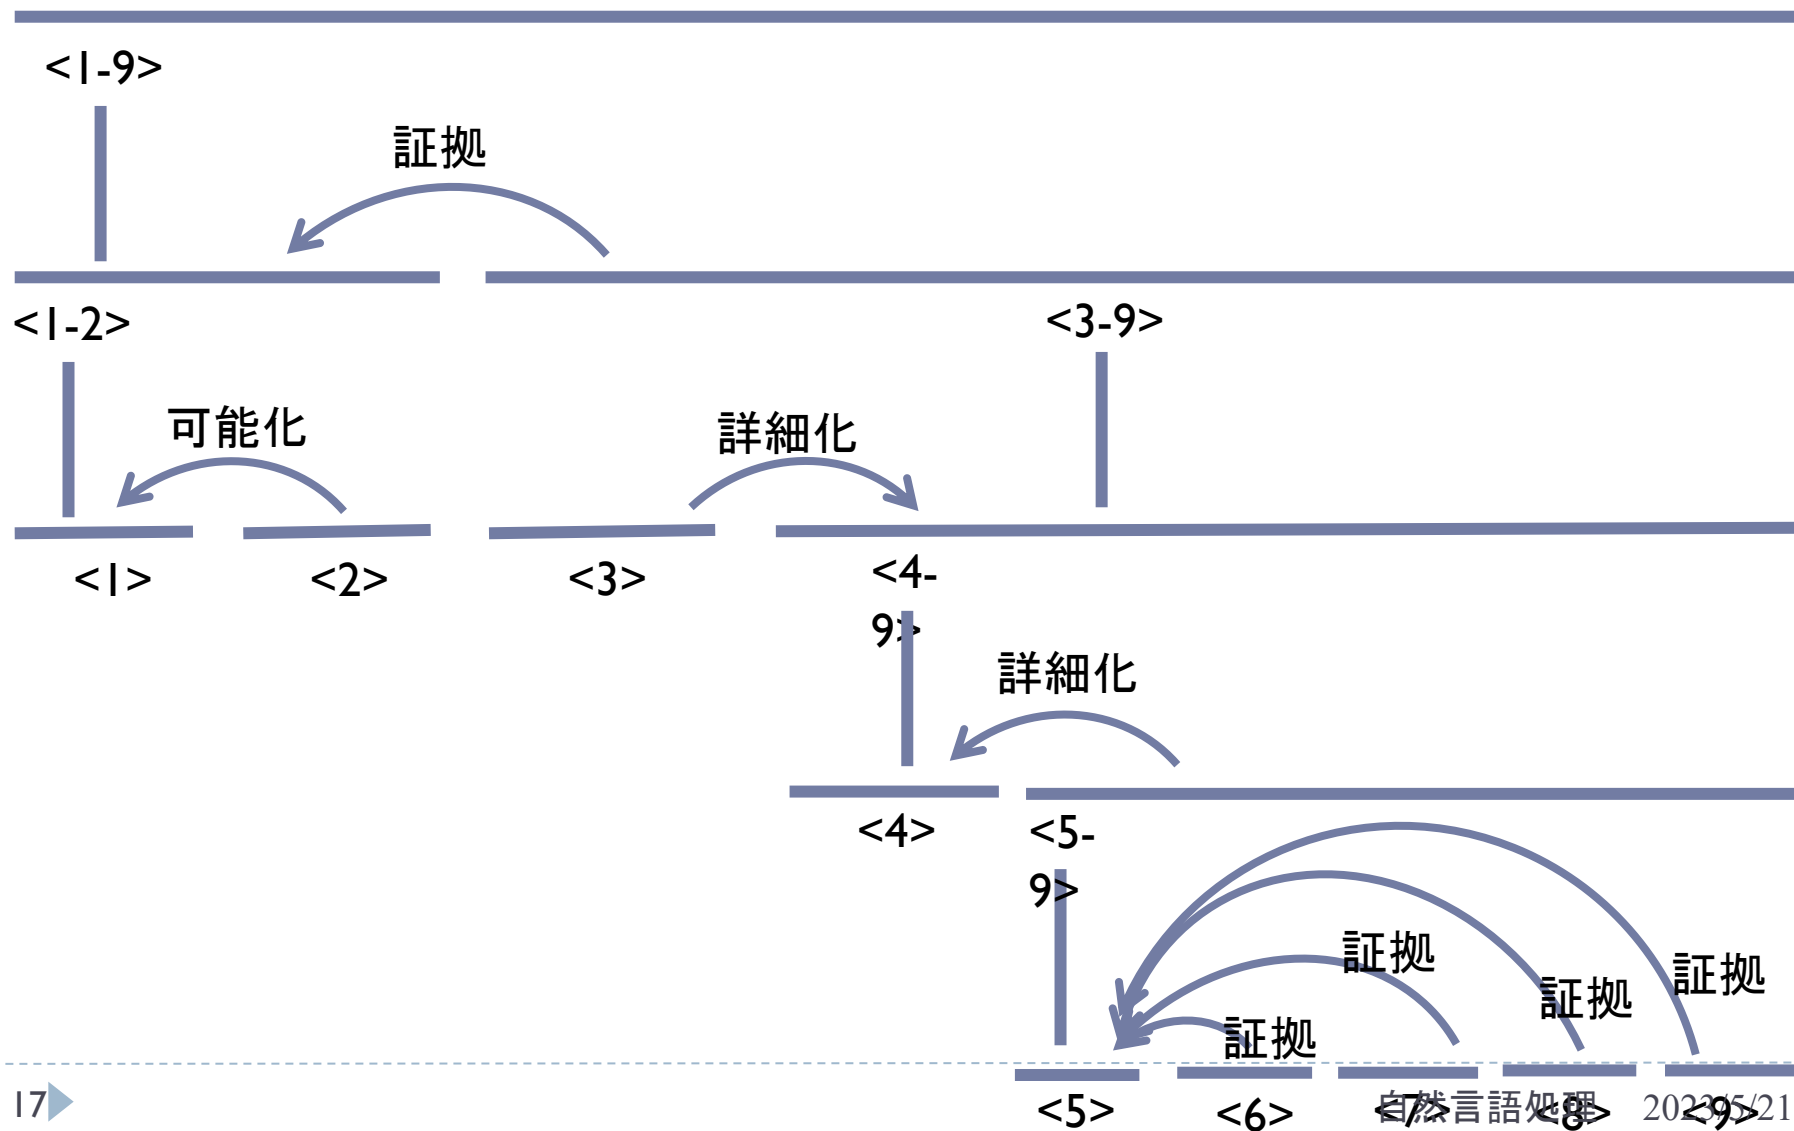 <1-9>
証拠
<1-2>
<3-9>
可能化
詳細化
<1>
<2>
<3>
<4-
9>
詳細化
<4>
<5-
9>
証拠
証拠
証拠
証拠
<5>
<6>
<7>
<8>
<9>
17
自然言語処理
2023/5/21